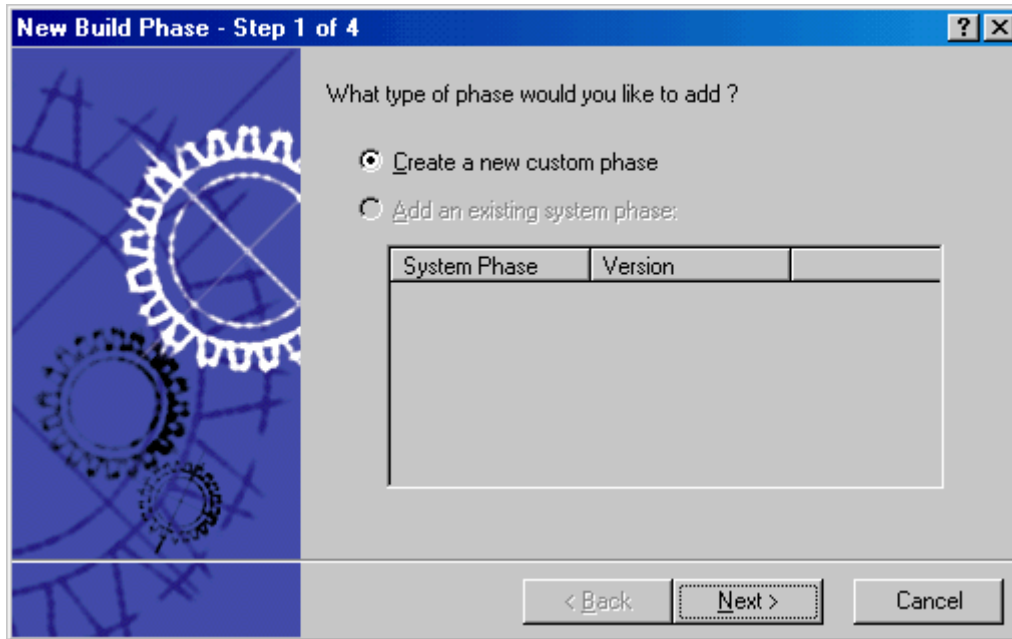 New Build Phase - Step 1 of 4
What type of phase would you like to add ?
Create a new custom phase
Add an existing system phase:
System Phase Version
< Back Next > Cancel